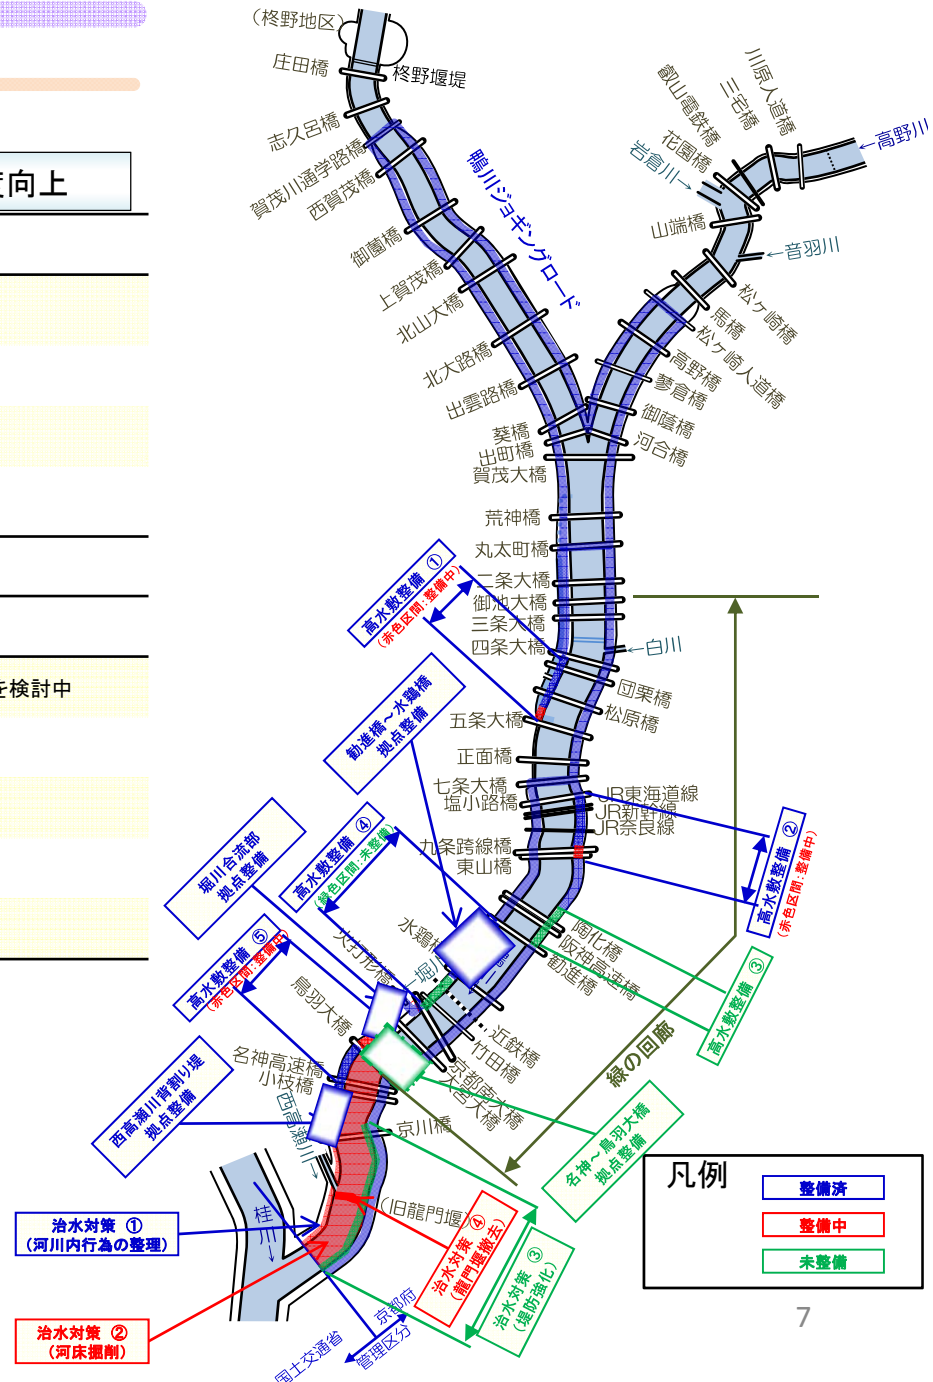 度向上
を検討中
（柊野地区）
庄田橋
柊野堰堤
志久呂橋
賀茂川通学路橋
西賀茂橋
御薗橋
上賀茂橋
北山大橋
北大路橋
出雲路橋
葵橋
出町橋
賀茂大橋
荒神橋
丸太町橋
二条大橋
御池大橋
三条大橋
四条大橋
五条大橋
正面橋
七条大橋
塩小路橋
九条跨線橋
東山橋
水鶏橋
火打形橋
鳥羽大橋
名神高速橋
小枝橋
西高瀬川→
京川橋
（旧龍門堰）
鴨川ジョギングロード
川原人道橋
三宅橋
叡山電鉄橋
花園橋
岩倉川→
←高野川
山端橋
←音羽川
松ヶ崎橋
馬橋
松ヶ崎人道橋
高野橋
蓼倉橋
御蔭橋
河合橋
←白川
団栗橋
松原橋
JR東海道線
JR新幹線
JR奈良線
陶化橋
阪神高速橋
勧進橋
近鉄橋
竹田橋
京都南大橋
大宮大橋
緑の回廊
高水敷整備 ①
（赤色区間：整備中）
勧進橋～水鶏橋
拠点整備
高水敷整備 ④
（緑色区間：未整備）
堀川合流部
拠点整備
高水敷整備 ⑤
（赤色区間：整備中）
西高瀬川背割り堤
拠点整備
高水敷整備 ②
（赤色区間：整備中）
高水敷整備 ③
名神～鳥羽大橋
拠点整備
桂川→
治水対策 ①
（河川内行為の整理）
治水対策 ②
（河床掘削）
治水対策 ④
（龍門堰撤去）
治水対策 ③
（堤防強化）
京都府
国土交通省
管理区分
凡例
整備済
整備中
未整備
7